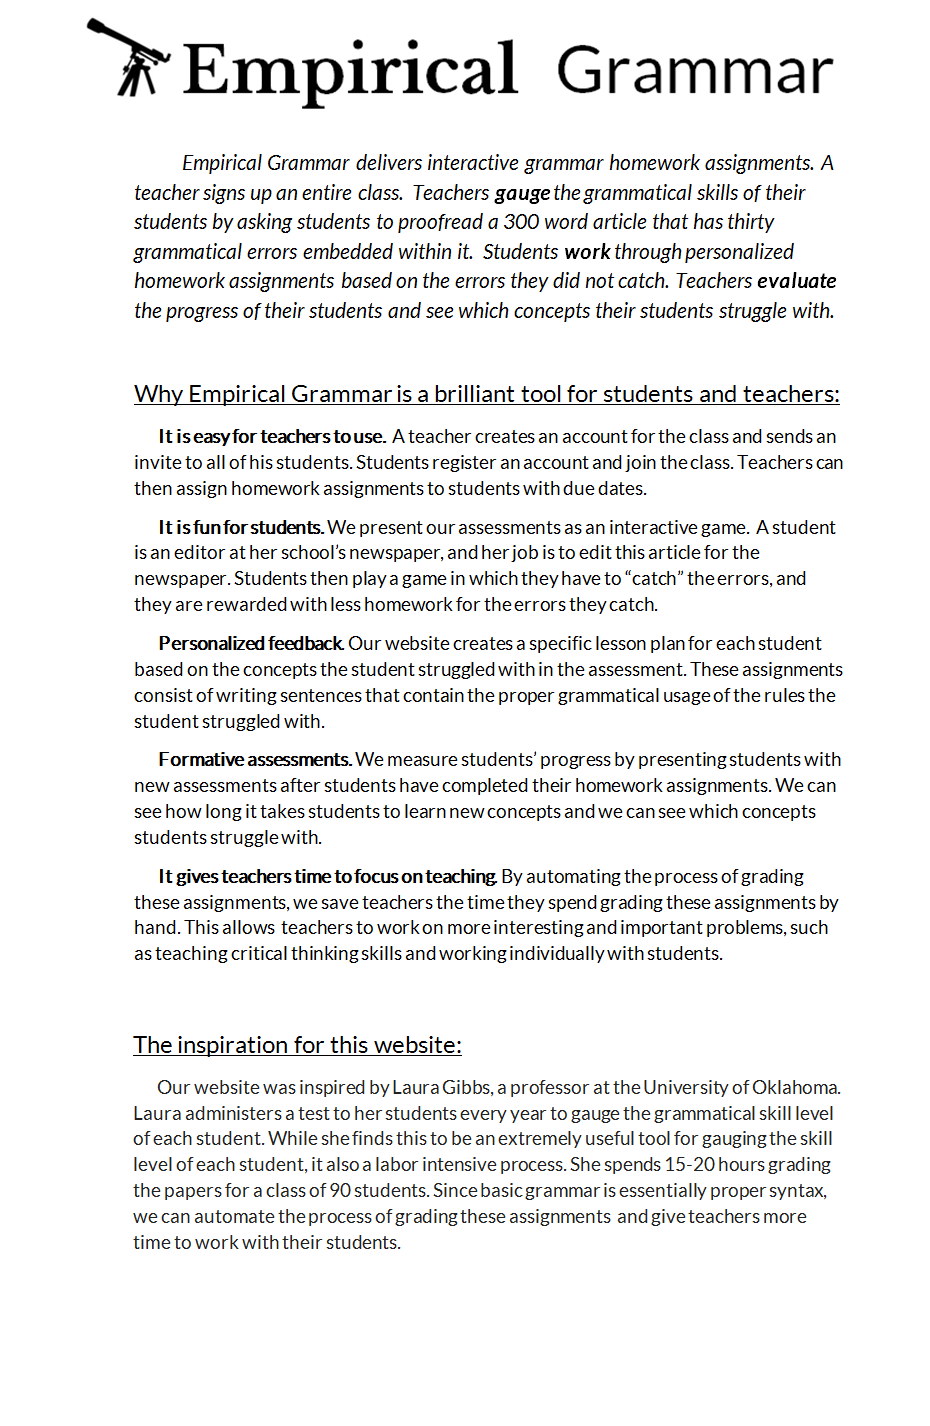 Empirical Grammar
Empirical Grammar delivers interactive grammar homework assignments. A
teacher signs up an entire class. Teachers gauge the grammatical skills of their
students by asking students to proofread a 300 word article that has thirty
grammatical errors embedded within it. Students work through personalized
homework assignments based on the errors they did not catch. Teachers evaluate
the progress of their students and see which concepts their students struggle with.
Why Empirical Grammar is a brilliant tool for students and teachers:
It is easy for teachers to use. A teacher creates an account for the class and sends an
invite to all of his students. Students register an account and join the class. Teachers can
then assign homework assignments to students with due dates.
It is fun for students. We present our assessments as an interactive game. A student
is an editor at her school’s newspaper, and her job is to edit this article for the
newspaper. Students then play a game in which they have to “catch” the errors, and
they are rewarded with less homework for the errors they catch.
Personalized feedback. Our website creates a specific lesson plan for each student
based on the concepts the student struggled with in the assessment. These assignments
consist of writing sentences that contain the proper grammatical usage of the rules the
student struggled with.
Formative assessments. We measure students’ progress by presenting students with
new assessments after students have completed their homework assignments. We can
see how long it takes students to learn new concepts and we can see which concepts
students struggle with.
It gives teachers time to focus on teaching. By automating the process of grading
these assignments, we save teachers the time they spend grading these assignments by
hand. This allows teachers to work on more interesting and important problems, such
as teaching critical thinking skills and working individually with students.
The inspiration for this website:
Our website was inspired by Laura Gibbs, a professor at the University of Oklahoma.
Laura administers a test to her students every year to gauge the grammatical skill level
of each student. While she finds this to be an extremely useful tool for gauging the skill
level of each student, it also a labor intensive process. She spends 15-20 hours grading
the papers for a class of 90 students. Since basic grammar is essentially proper syntax,
we can automate the process of grading these assignments and give teachers more
time to work with their students.